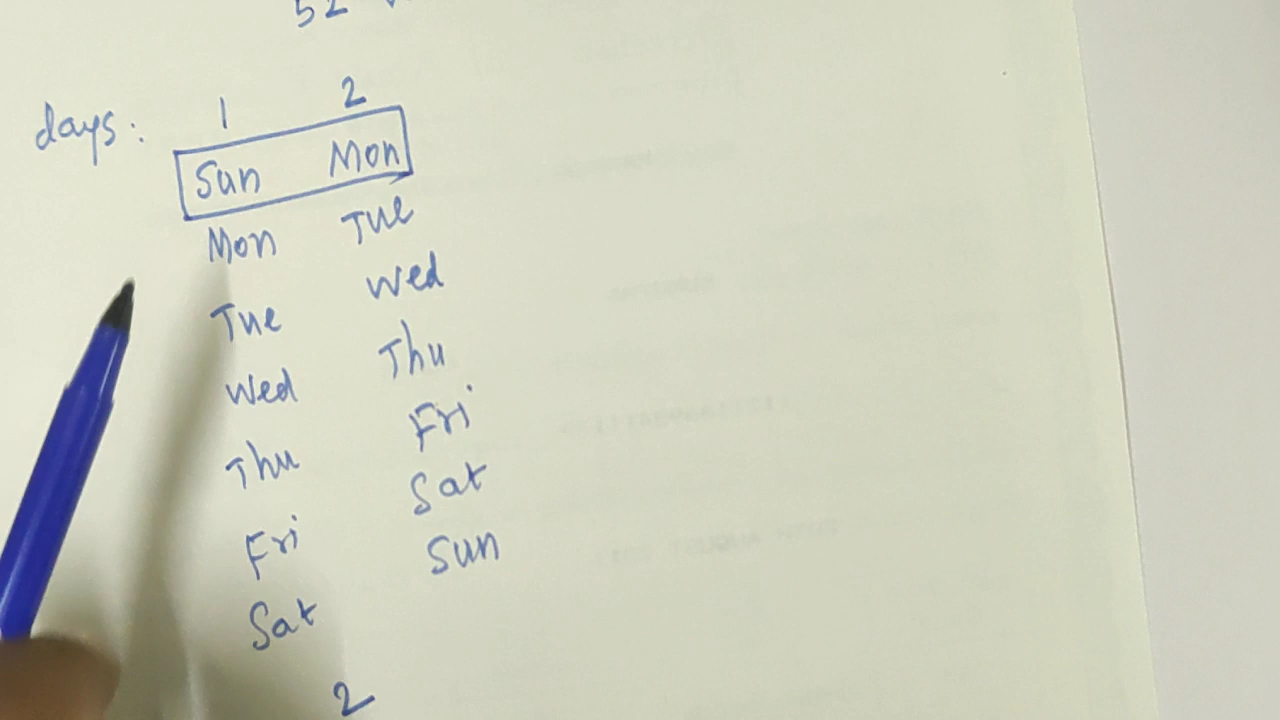 52
days: 1 2
Sun Mon
Mon Tue
Tue Wed
Wed Thu
Thu Fri
Fri Sat
Sat Sun
2